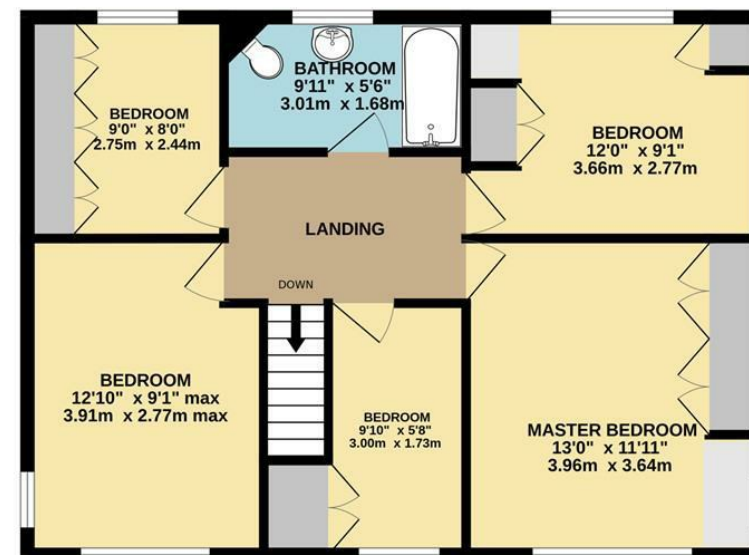 BEDROOM
9'0" x 8'0"
2.75m x 2.44m
BATHROOM
9'11" x 5'6"
3.01m x 1.68m
BEDROOM
12'0" x 9'1"
3.66m x 2.77m
LANDING
DOWN
BEDROOM
12'10" x 9'1" max
3.91m x 2.77m max
BEDROOM
9'10" x 5'8"
3.00m x 1.73m
MASTER BEDROOM
13'0" x 11'11"
3.96m x 3.64m